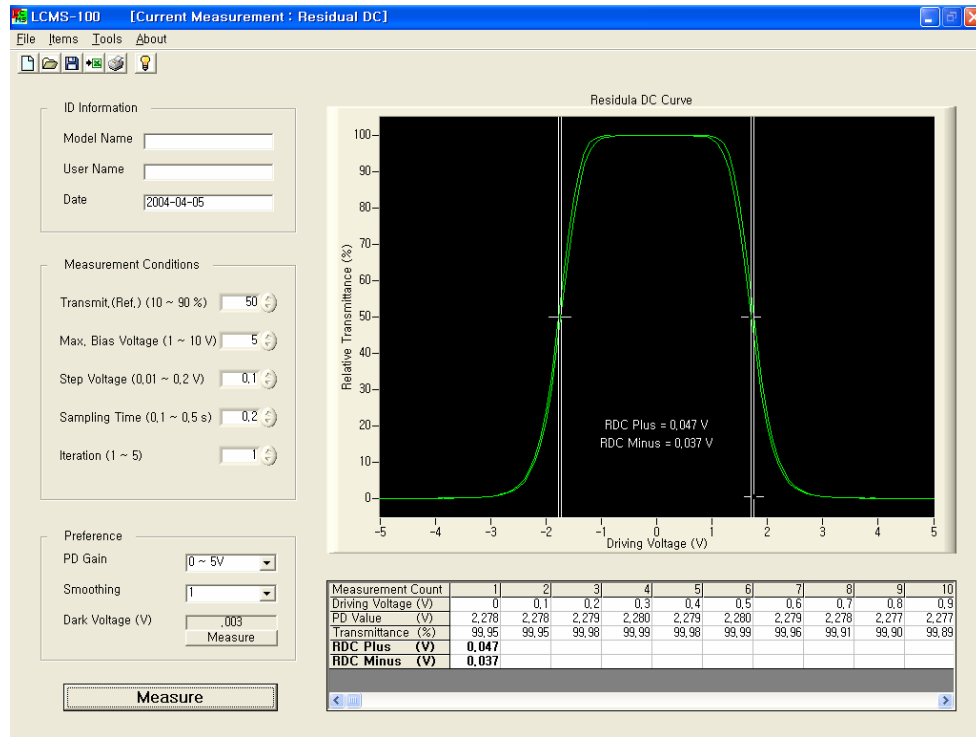 LCMS-100 [Current Measurement : Residual DC]
File Items Tools About
ID Information
Model Name
User Name
Date 2004-04-05
Measurement Conditions
Transmit,(Ref,) (10 ~ 90 %) 50
Max, Bias Voltage (1 ~ 10 V) 5
Step Voltage (0,01 ~ 0,2 V) 0,1
Sampling Time (0,1 ~ 0,5 s) 0,2
Iteration (1 ~ 5) 1
Preference
PD Gain 0 ~ 5V
Smoothing 1
Dark Voltage (V) ,003
Measure
Measure
Residula DC Curve
Relative Transmittance (%)
100
90
80
70
60
50
40
30
20
10
0
RDC Plus = 0,047 V
RDC Minus = 0,037 V
-5 -4 -3 -2 -1 0 1 2 3 4 5
Driving Voltage (V)
Measurement Count 1 2 3 4 5 6 7 8 9 10
Driving Voltage (V) 0 0,1 0,2 0,3 0,4 0,5 0,6 0,7 0,8 0,9
PD Value (V) 2,278 2,278 2,279 2,280 2,279 2,280 2,279 2,278 2,277 2,277
Transmittance (%) 99,95 99,95 99,98 99,99 99,98 99,99 99,96 99,91 99,90 99,89
RDC Plus (V) 0,047
RDC Minus (V) 0,037